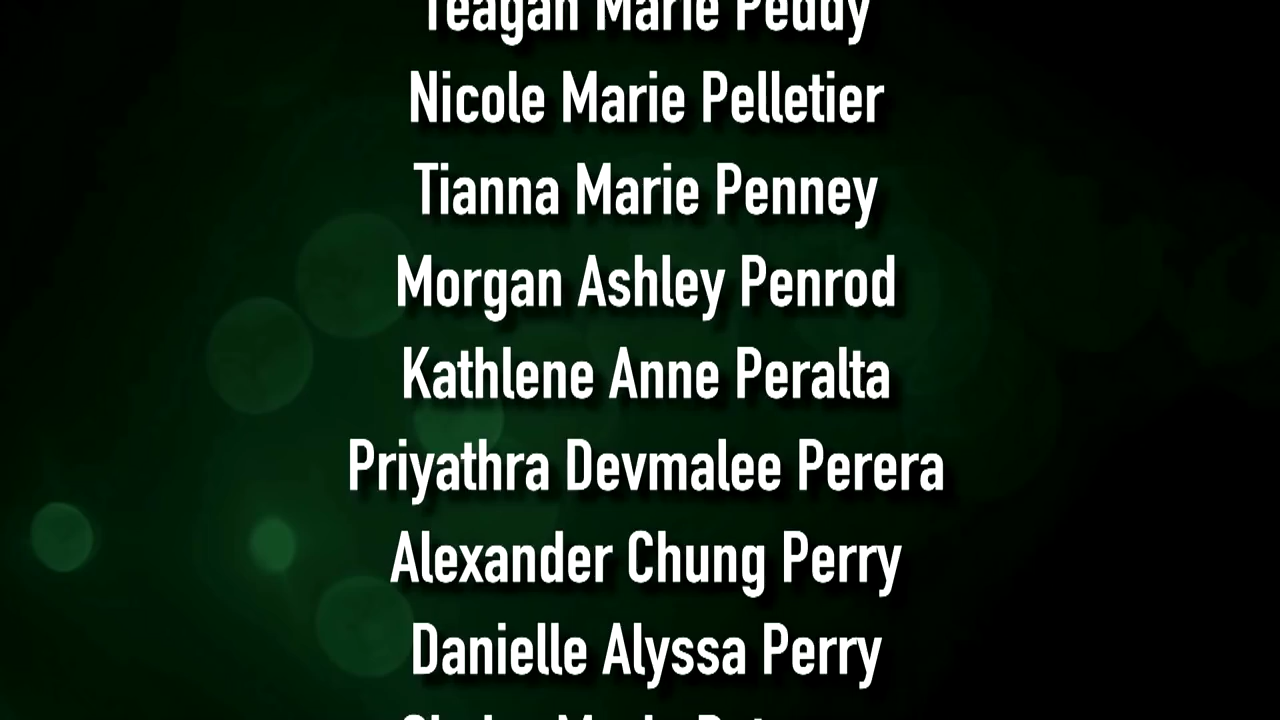 Teagan Marie Peddy
Nicole Marie Pelletier
Tianna Marie Penney
Morgan Ashley Penrod
Kathlene Anne Peralta
Priyathra Devmalee Perera
Alexander Chung Perry
Danielle Alyssa Perry